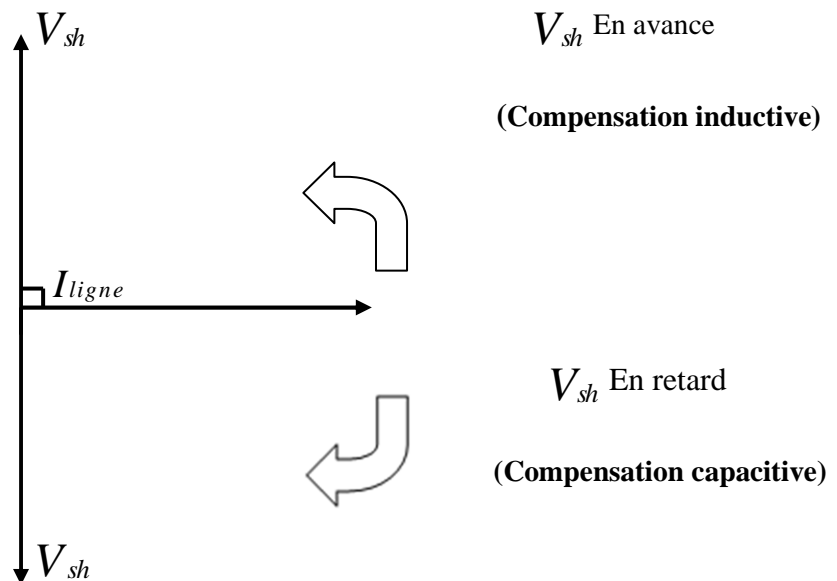 V_sh
V_sh En avance
(Compensation inductive)
I_ligne
V_sh En retard
(Compensation capacitive)
V_sh